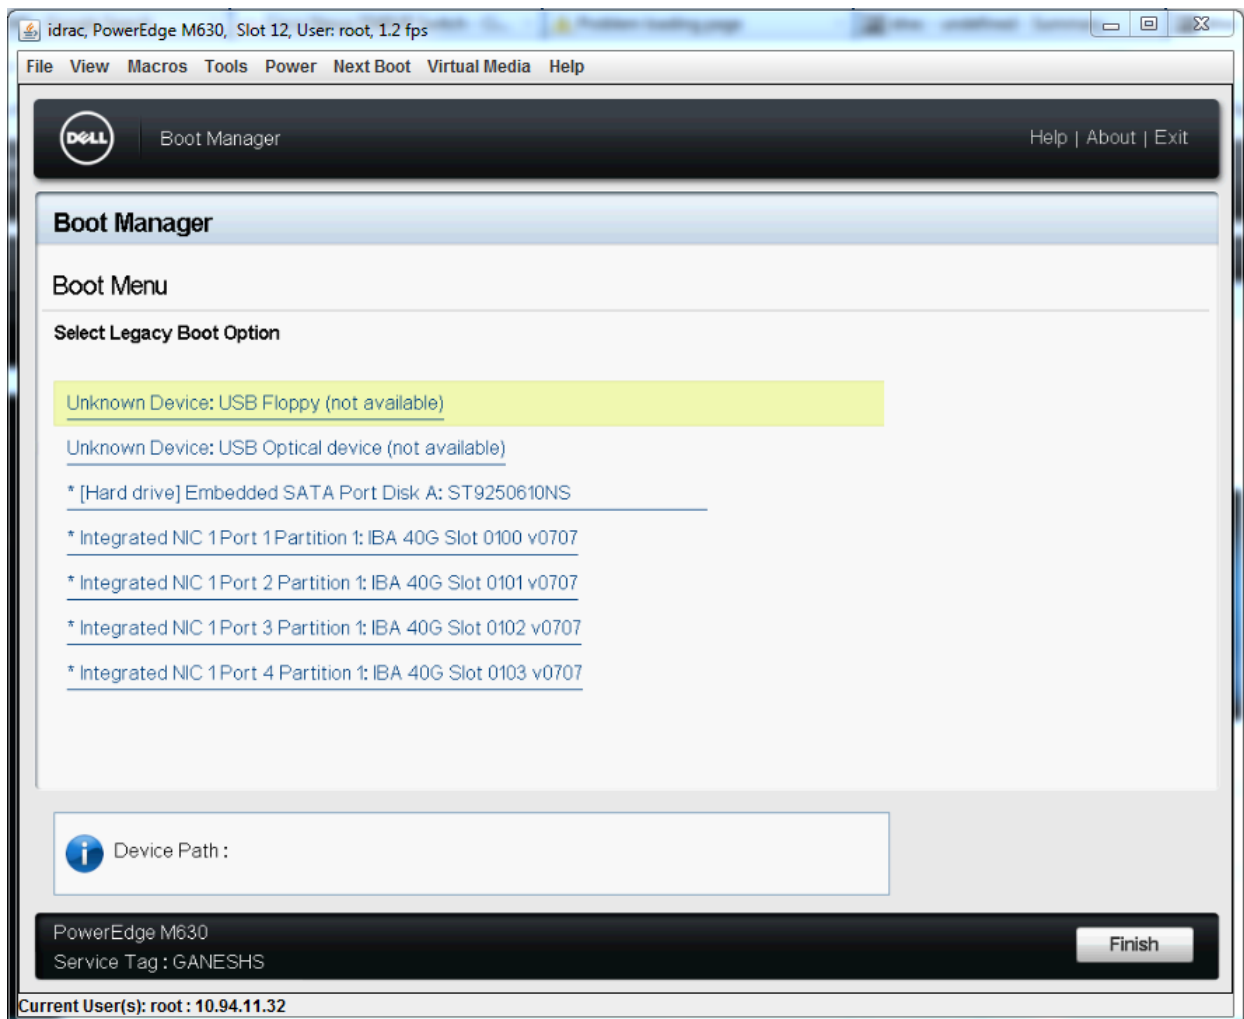 idrac, PowerEdge M630, Slot 12, User: root, 1.2 fps
Problem loading page
File View Macros Tools Power Next Boot Virtual Media Help
DELL
Boot Manager
Help | About | Exit
Boot Manager
Boot Menu
Select Legacy Boot Option
Unknown Device: USB Floppy (not available)
Unknown Device: USB Optical device (not available)
* [Hard drive] Embedded SATA Port Disk A: ST9250610NS
* Integrated NIC 1 Port 1 Partition 1: IBA 40G Slot 0100 v0707
* Integrated NIC 1 Port 2 Partition 1: IBA 40G Slot 0101 v0707
* Integrated NIC 1 Port 3 Partition 1: IBA 40G Slot 0102 v0707
* Integrated NIC 1 Port 4 Partition 1: IBA 40G Slot 0103 v0707
Device Path :
PowerEdge M630
Service Tag : GANESHS
Finish
Current User(s): root : 10.94.11.32